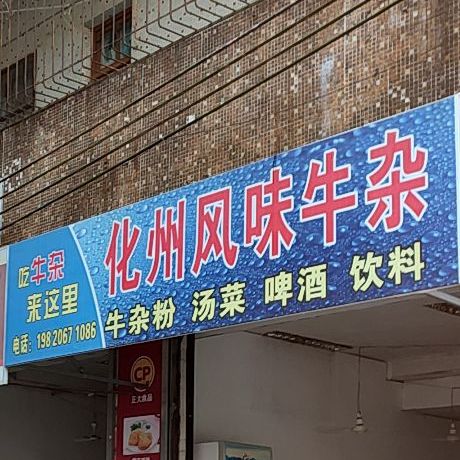 吃牛杂
来这里
电话：198 2067 1086
化州风味牛杂
牛杂粉 汤菜 啤酒 饮料
CP
正大食品